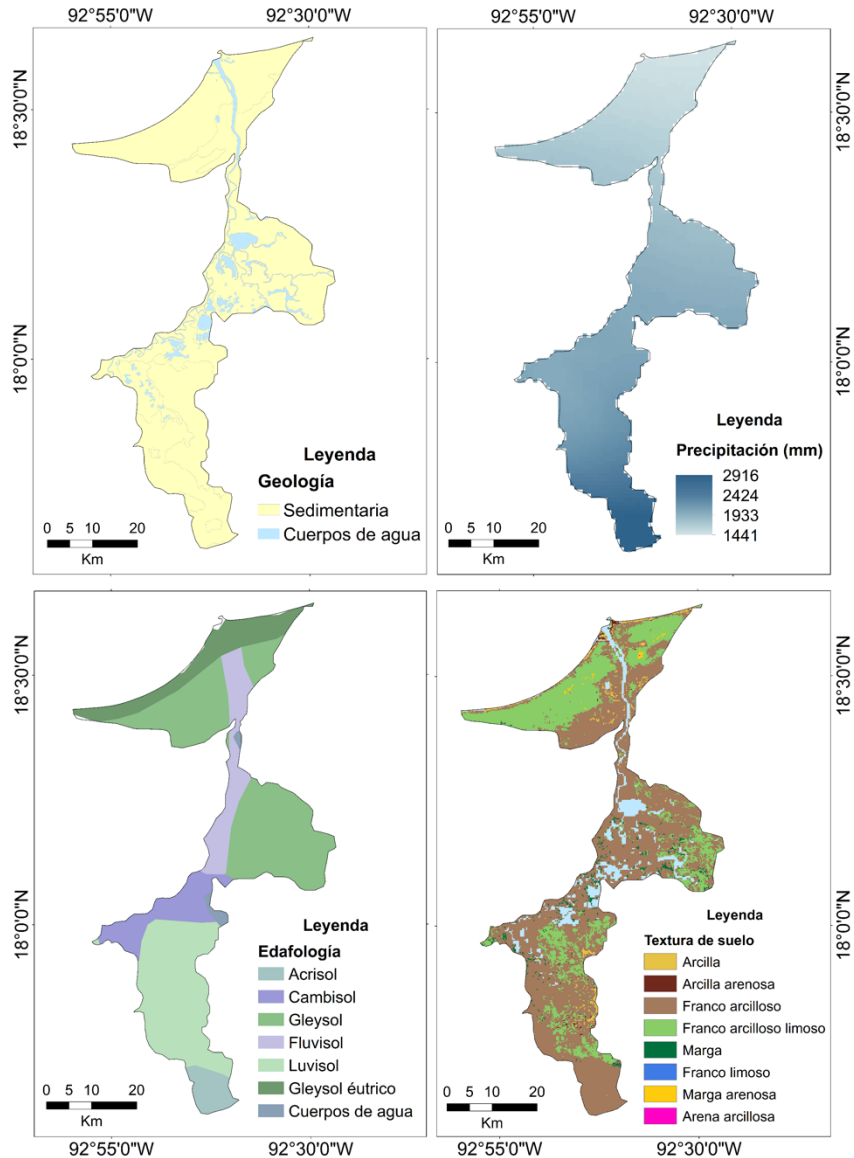 92°55'0"W 92°30'0"W 92°55'0"W 92°30'0"W
18°30'0"N
18°0'0"N
Leyenda
Geología
Sedimentaria
Cuerpos de agua
0 5 10 20
Km
18°30'0"N
18°0'0"N
Leyenda
Precipitación (mm)
2916
2424
1933
1441
0 5 10 20
Km
18°30'0"N
18°0'0"N
Leyenda
Edafología
Acrisol
Cambisol
Gleysol
Fluvisol
Luvisol
Gleysol éutrico
Cuerpos de agua
0 5 10 20
Km
18°30'0"N
18°0'0"N
Leyenda
Textura de suelo
Arcilla
Arcilla arenosa
Franco arcilloso
Franco arcilloso limoso
Marga
Franco limoso
Marga arenosa
Arena arcillosa
0 5 10 20
Km
92°55'0"W 92°30'0"W 92°55'0"W 92°30'0"W